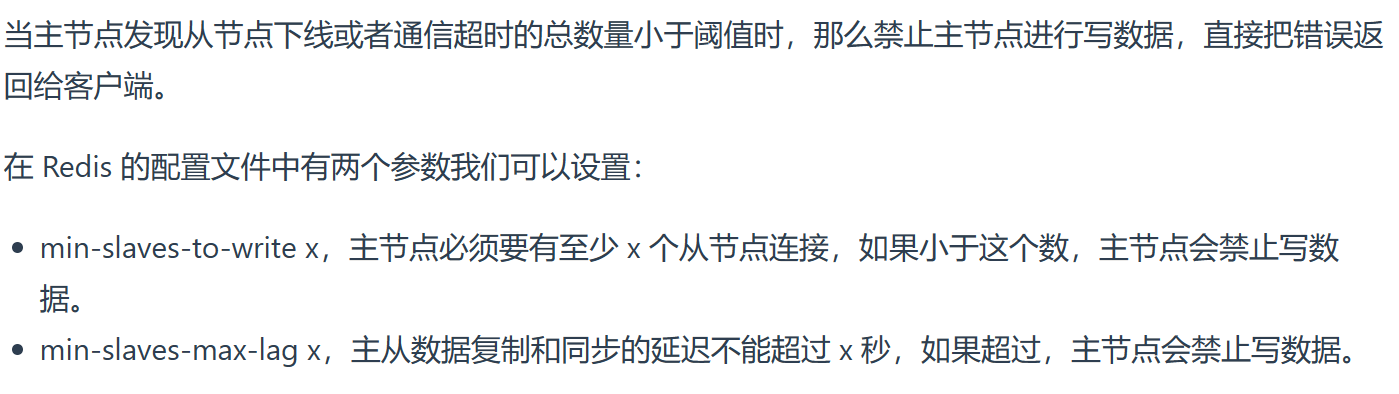 当主节点发现从节点下线或者通信超时的总数量小于阈值时，那么禁止主节点进行写数据，直接把错误返
回给客户端。
在 Redis 的配置文件中有两个参数我们可以设置：
• min-slaves-to-write x，主节点必须要有至少 x 个从节点连接，如果小于这个数，主节点会禁止写数
据。
• min-slaves-max-lag x，主从数据复制和同步的延迟不能超过 x 秒，如果超过，主节点会禁止写数据。